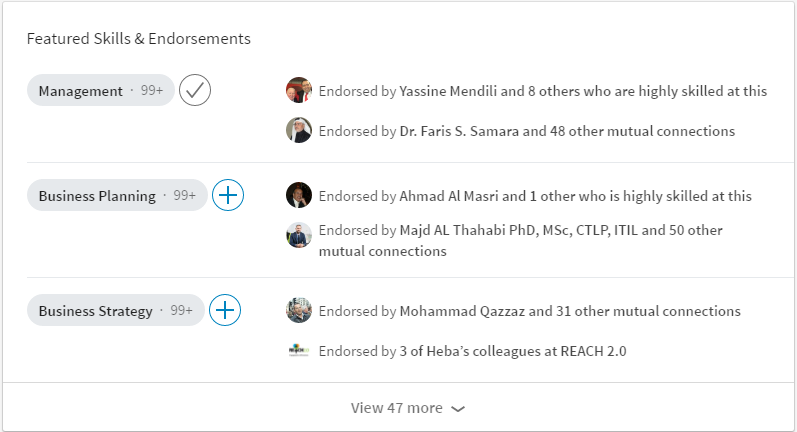 Featured Skills & Endorsements
Management · 99+
Endorsed by Yassine Mendili and 8 others who are highly skilled at this
Endorsed by Dr. Faris S. Samara and 48 other mutual connections
Business Planning · 99+
Endorsed by Ahmad Al Masri and 1 other who is highly skilled at this
Endorsed by Majd AL Thahabi PhD, MSc, CTLP, ITIL and 50 other
mutual connections
Business Strategy · 99+
Endorsed by Mohammad Qazzaz and 31 other mutual connections
Endorsed by 3 of Heba’s colleagues at REACH 2.0
View 47 more